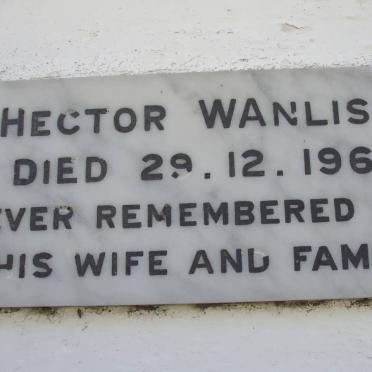 HECTOR WANLIS
DIED 29.12.196
EVER REMEMBERED
HIS WIFE AND FAM